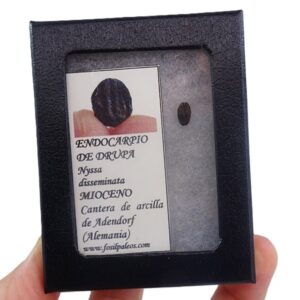 ENDOCARPIO
DE DRUPA
Nyssa
disseminata
MIOCENO
Cantera de arcilla
de Adendorf
(Alemania)
www.fosilpaleos.com